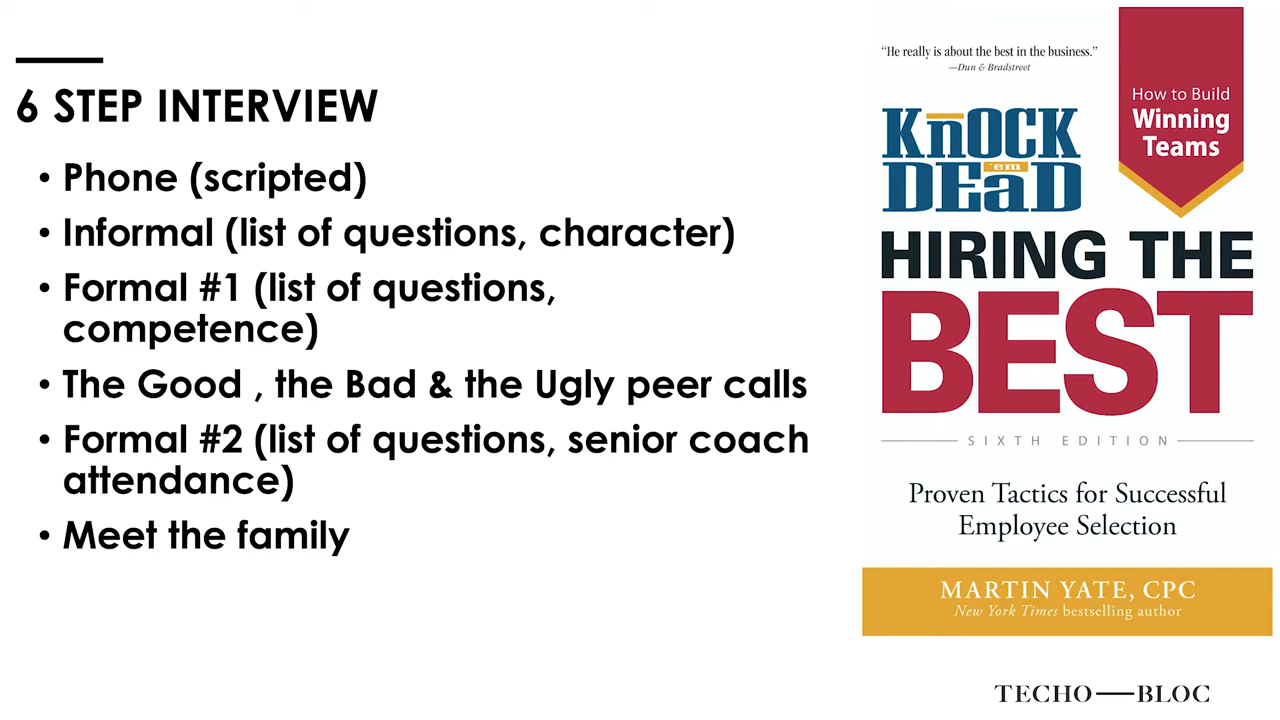 6 STEP INTERVIEW
• Phone (scripted)
• Informal (list of questions, character)
• Formal #1 (list of questions,
competence)
• The Good , the Bad & the Ugly peer calls
• Formal #2 (list of questions, senior coach
attendance)
• Meet the family
“He really is about the best in the business.”
—Dun & Bradstreet
How to Build
Winning
Teams
KnOCK
'em
DEaD
HIRING THE
BEST
SIXTH EDITION
Proven Tactics for Successful
Employee Selection
MARTIN YATE, CPC
New York Times bestselling author
TECHO—BLOC